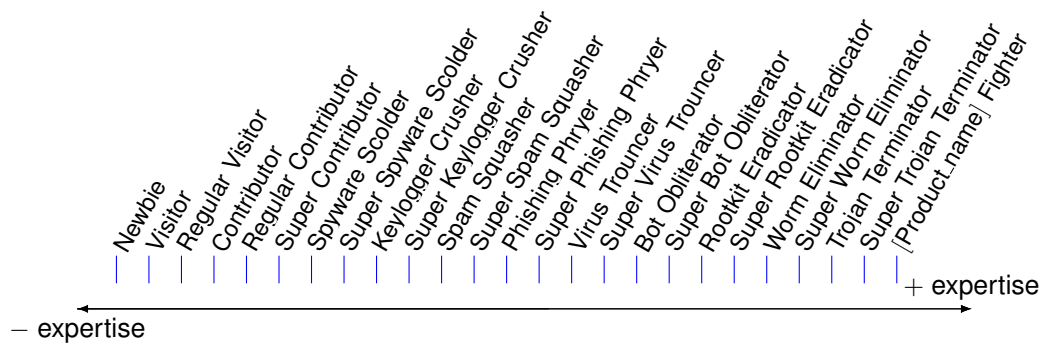 Newbie
Visitor
Regular Visitor
Contributor
Regular Contributor
Super Contributor
Spyware Scolder
Super Spyware Scolder
Keylogger Crusher
Super Keylogger Crusher
Spam Squasher
Super Spam Squasher
Phishing Phryer
Super Phishing Phryer
Virus Trouncer
Super Virus Trouncer
Bot Obliterator
Super Bot Obliterator
Rootkit Eradicator
Super Rootkit Eradicator
Worm Eliminator
Super Worm Eliminator
Trojan Terminator
Super Trojan Terminator
[Product_name] Fighter
+ expertise
− expertise